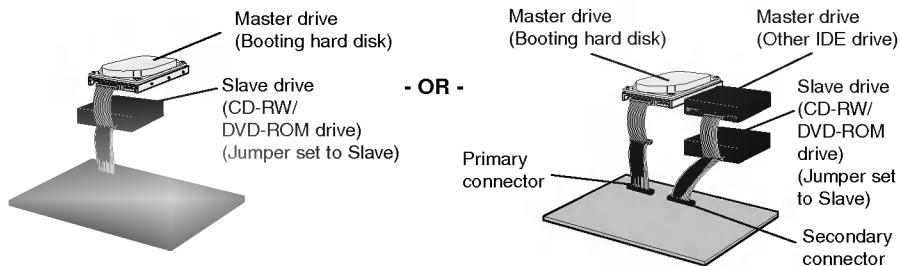 Master drive
(Booting hard disk)
Slave drive
(CD-RW/
DVD-ROM drive)
(Jumper set to Slave)
- OR -
Master drive
(Booting hard disk)
Master drive
(Other IDE drive)
Slave drive
(CD-RW/
DVD-ROM
drive)
(Jumper set
to Slave)
Primary
connector
Secondary
connector